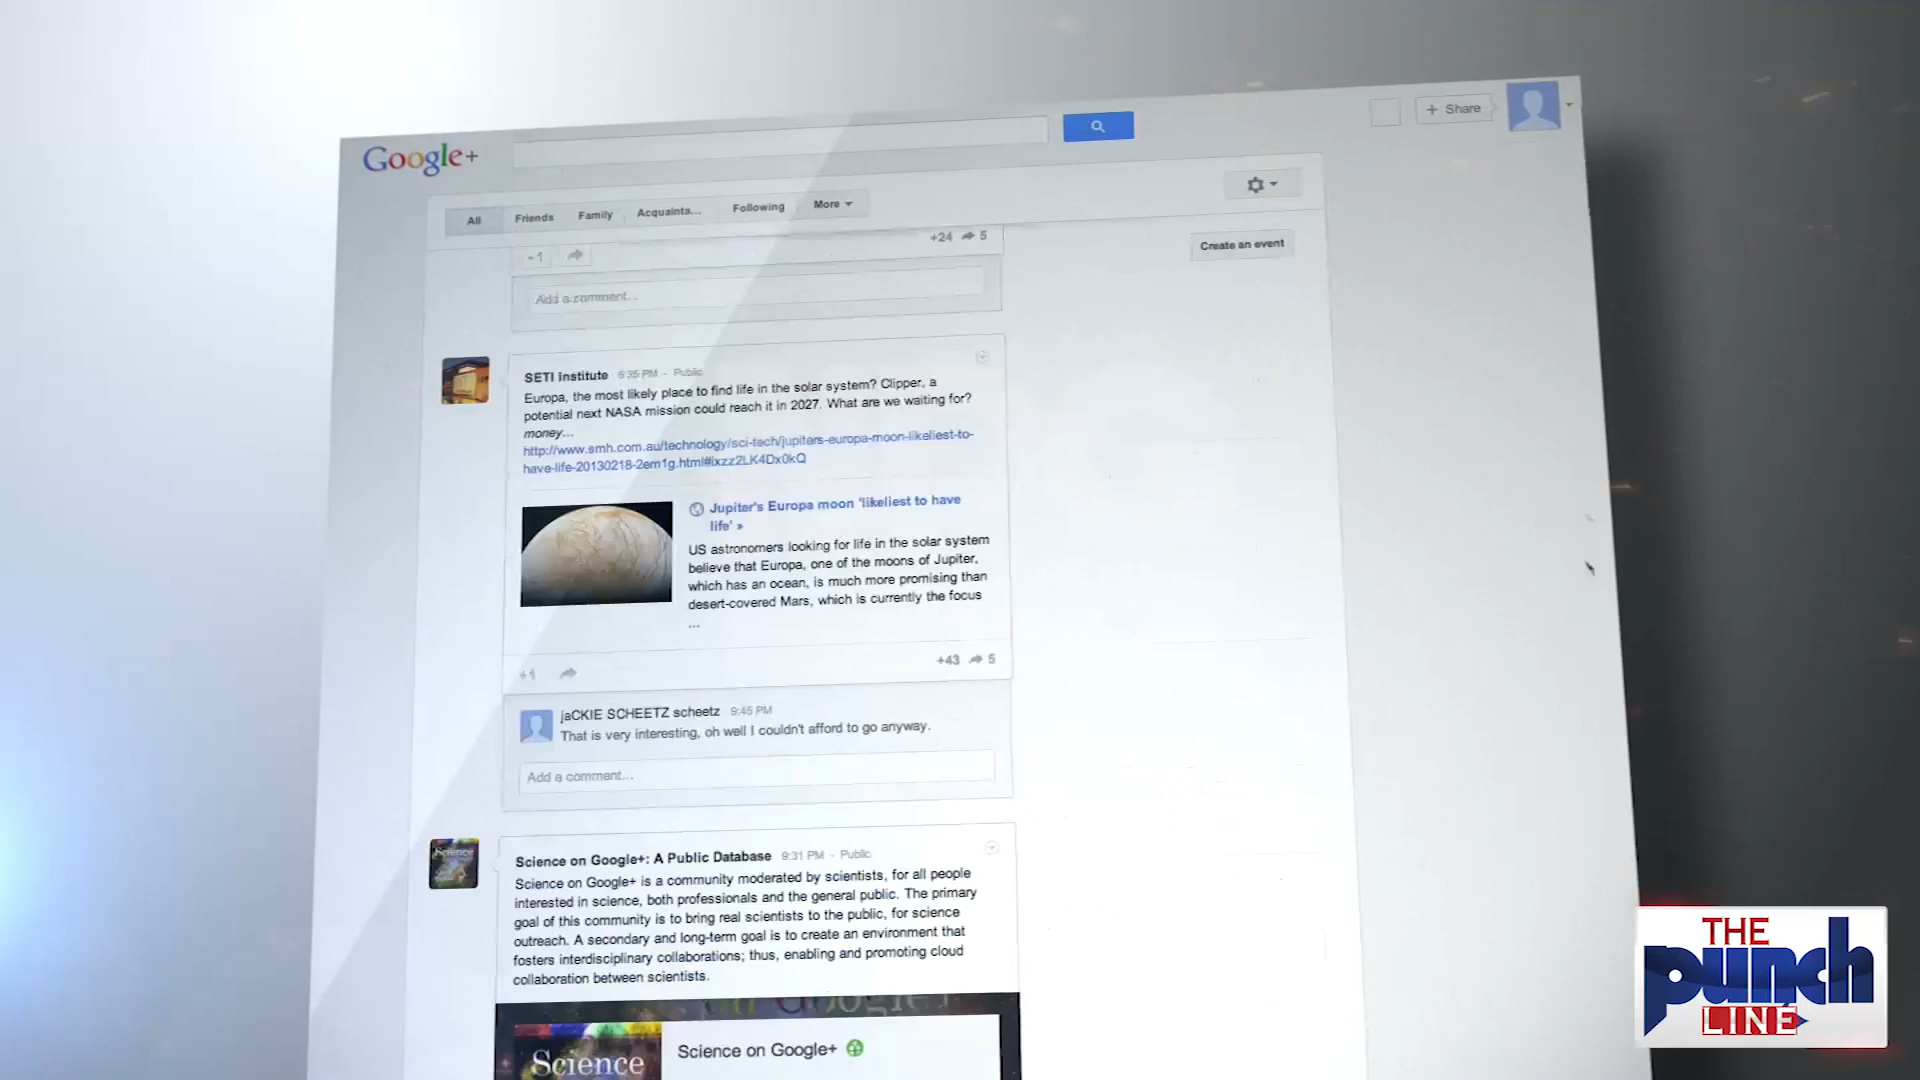 Google+
+ Share
All Friends Family Acquainta... Following More
Create an event
+1
+24 5
Add a comment...
SETI Institute 6:35 PM - Public
Europa, the most likely place to find life in the solar system? Clipper, a
potential next NASA mission could reach it in 2027. What are we waiting for?
money...
http://www.smh.com.au/technology/sci-tech/jupiters-europa-moon-likeliest-to-
have-life-20130218-2em1g.html#ixzz2LK4Dx0kQ
Jupiter's Europa moon 'likeliest to have
life' »
US astronomers looking for life in the solar system
believe that Europa, one of the moons of Jupiter,
which has an ocean, is much more promising than
desert-covered Mars, which is currently the focus
...
+1
+43 5
jaCKIE SCHEETZ scheetz 9:45 PM
That is very interesting, oh well I couldn't afford to go anyway.
Add a comment...
Science on Google+: A Public Database 9:31 PM - Public
Science on Google+ is a community moderated by scientists, for all people
interested in science, both professionals and the general public. The primary
goal of this community is to bring real scientists to the public, for science
outreach. A secondary and long-term goal is to create an environment that
fosters interdisciplinary collaborations; thus, enabling and promoting cloud
collaboration between scientists.
on Google+
Science
Science on Google+
THE
punch
LINE